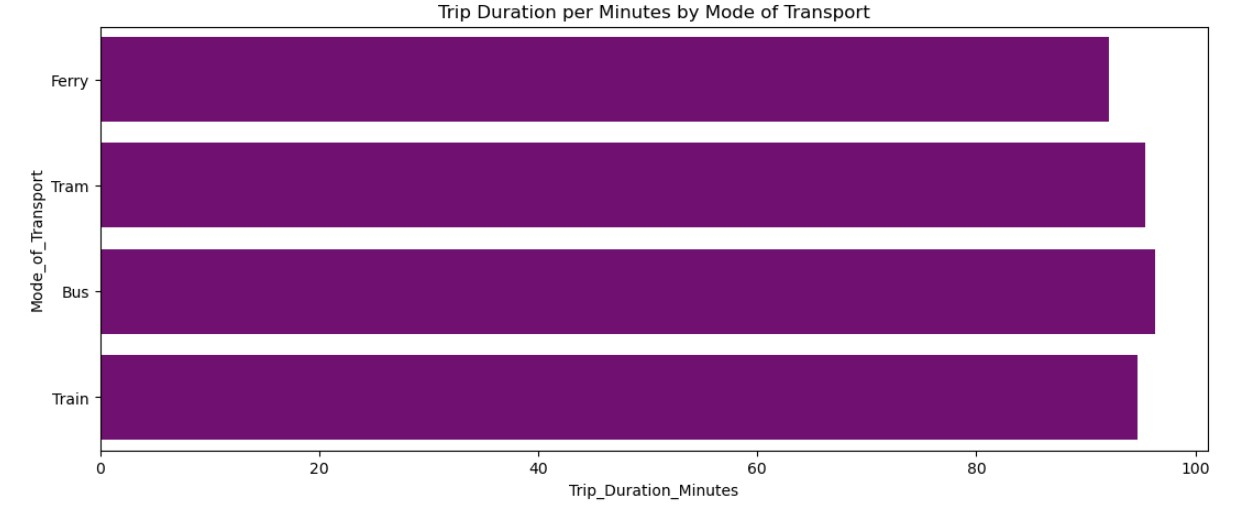 Trip Duration per Minutes by Mode of Transport
Mode_of_Transport
Ferry
Tram
Bus
Train
0 20 40 60 80 100
Trip_Duration_Minutes